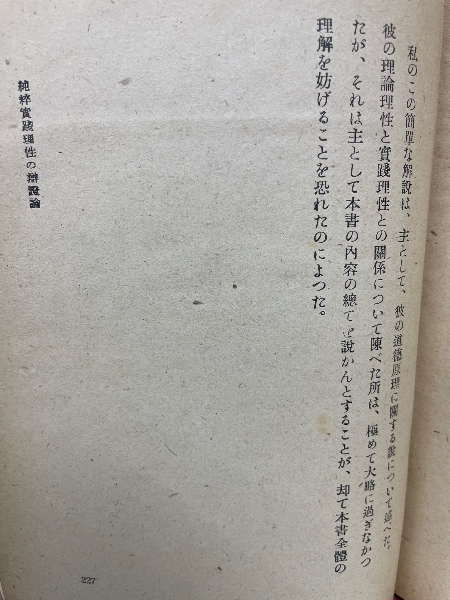 私のこの簡單な解說は、主として、彼の道德原理に關する說について述べた。
彼の理論理性と實踐理性との關係について陳べた所は、極めて大略に過ぎなかつ
たが、それは主として本書の內容の總てを說かんとすることが、却て本書全體の
理解を妨げることを恐れたのによつた。
純粹實踐理性の辯證論
227